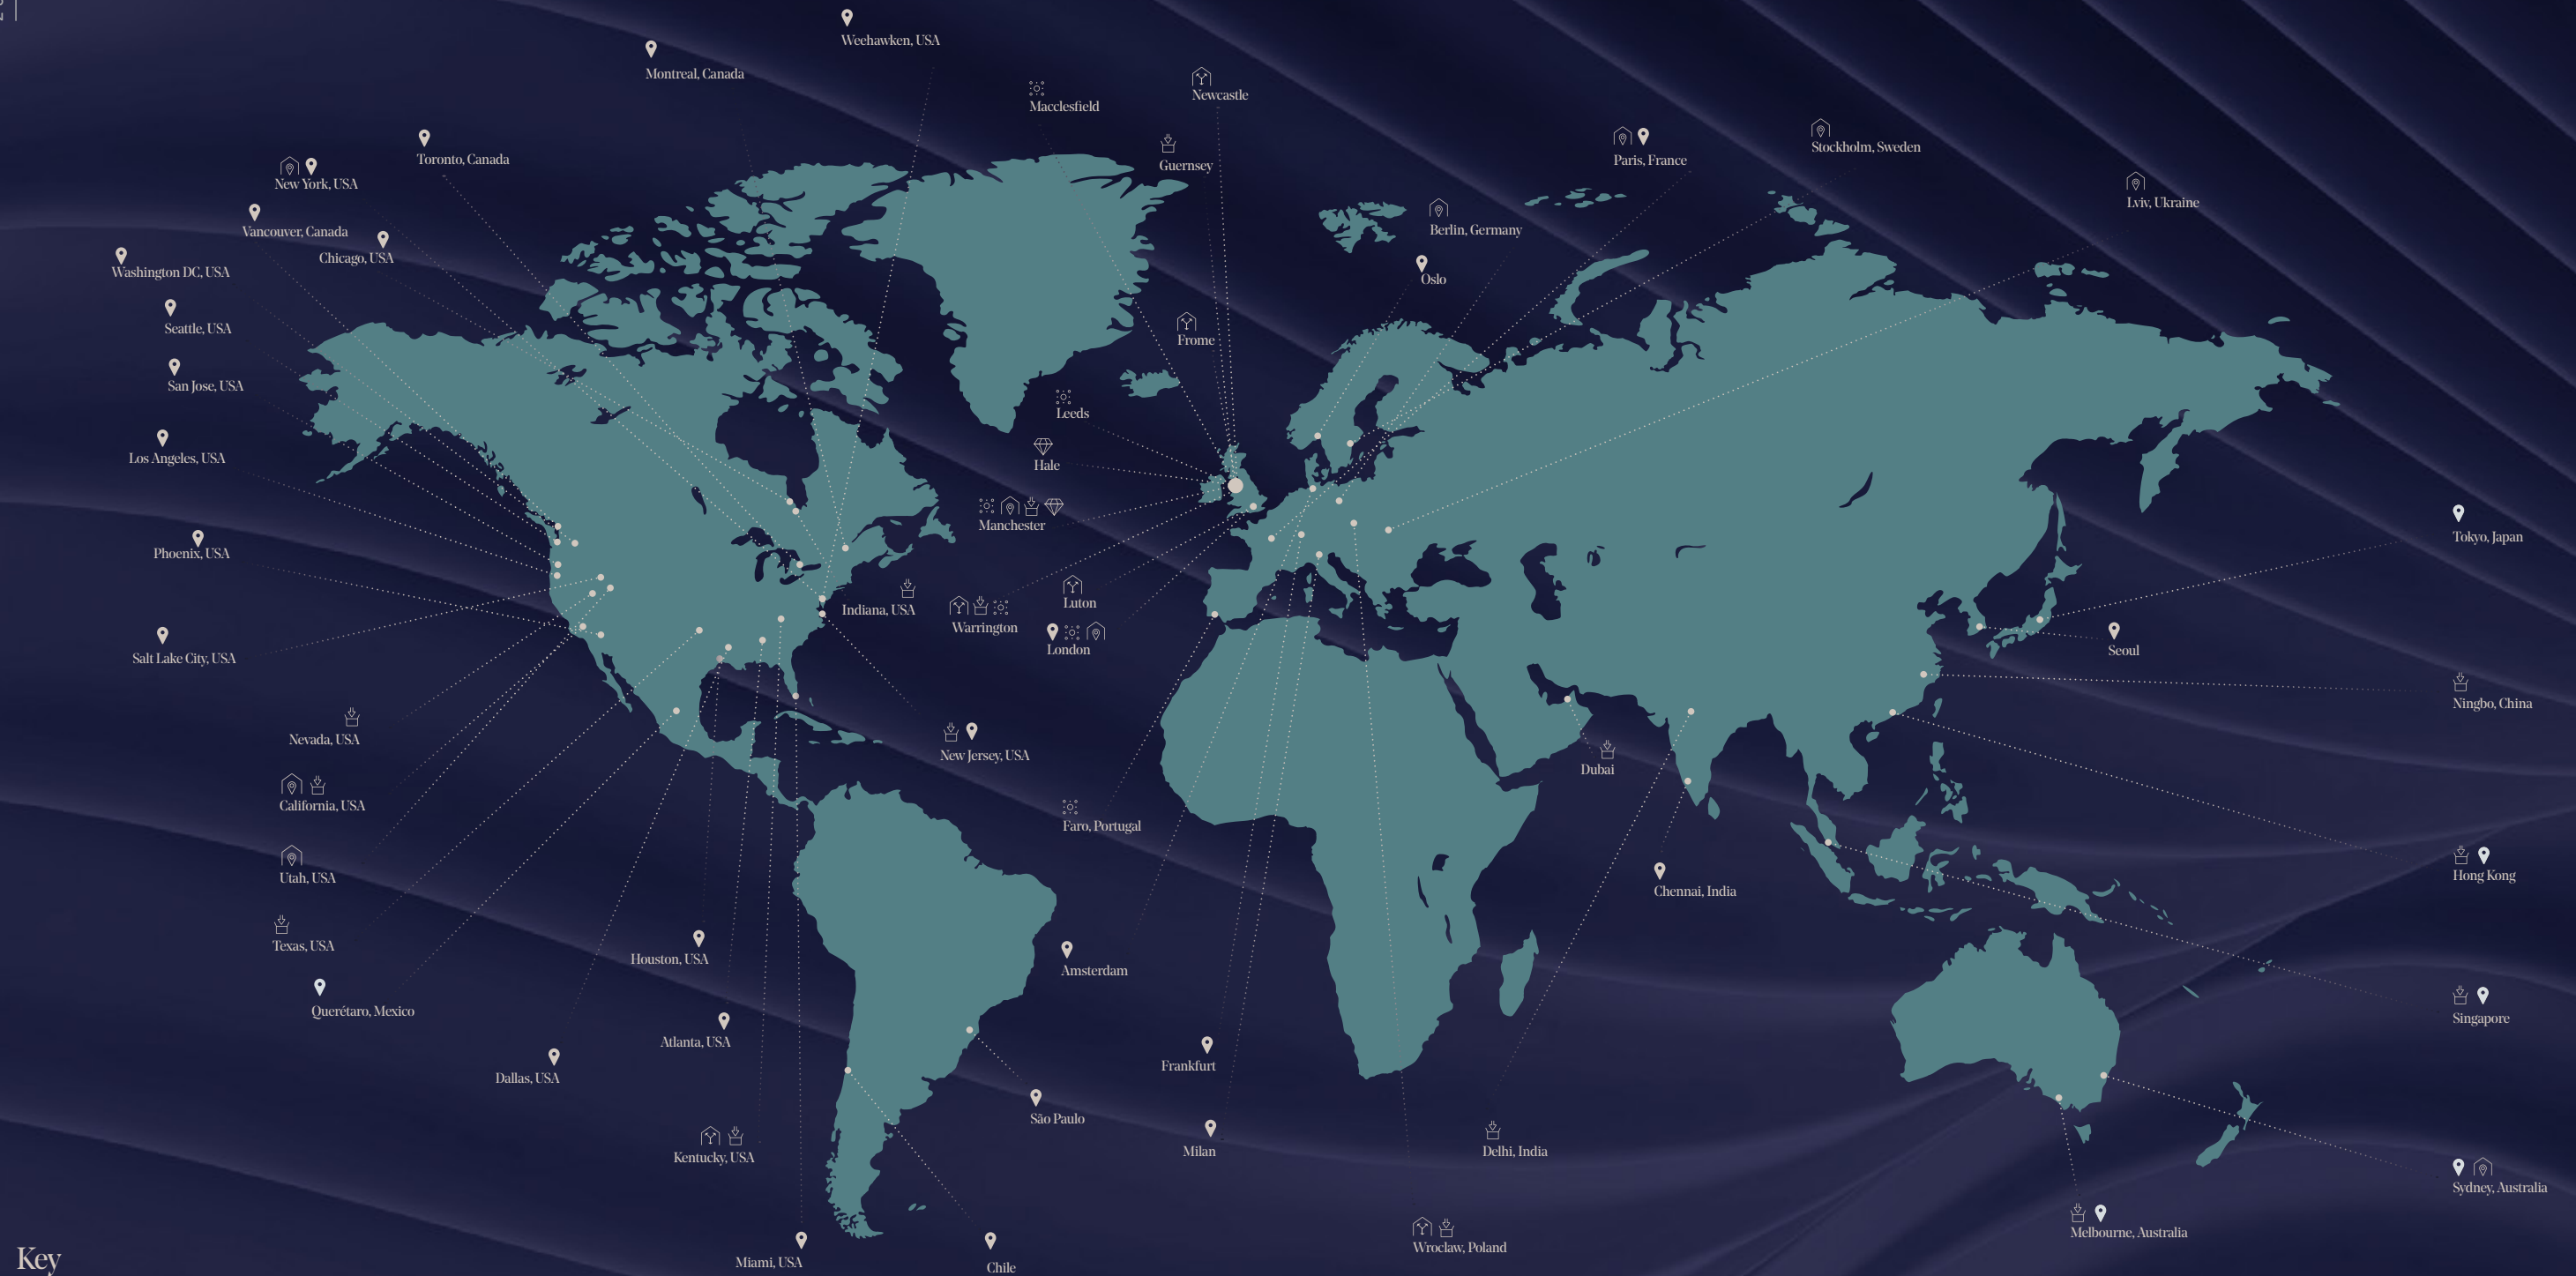 Weehawken, USA
Montreal, Canada
Newcastle
Macclesfield
Guernsey
Toronto, Canada
Paris, France
Stockholm, Sweden
New York, USA
Lviv, Ukraine
Vancouver, Canada
Berlin, Germany
Chicago, USA
Washington DC, USA
Oslo
Seattle, USA
Frome
San Jose, USA
Leeds
Los Angeles, USA
Hale
Manchester
Tokyo, Japan
Phoenix, USA
Luton
Indiana, USA
Warrington
London
Seoul
Salt Lake City, USA
Ningbo, China
Nevada, USA
New Jersey, USA
Dubai
California, USA
Faro, Portugal
Hong Kong
Utah, USA
Chennai, India
Texas, USA
Houston, USA
Amsterdam
Querétaro, Mexico
Singapore
Atlanta, USA
Frankfurt
Dallas, USA
São Paulo
Milan
Delhi, India
Kentucky, USA
Sydney, Australia
Melbourne, Australia
Wroclaw, Poland
Key
Miami, USA
Chile